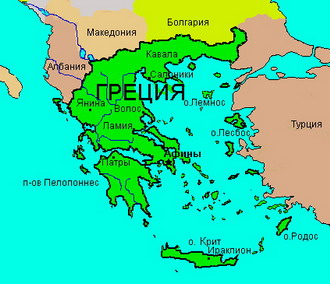 Болгария
Македония
Албания
Кавала
Салоники
ГРЕЦИЯ
о.Лемнос
Янина
Волос
Турция
Ламия
о.Лесбос
Афины
Патры
п-ов Пелопоннес
о.Родос
о. Крит
Ираклион